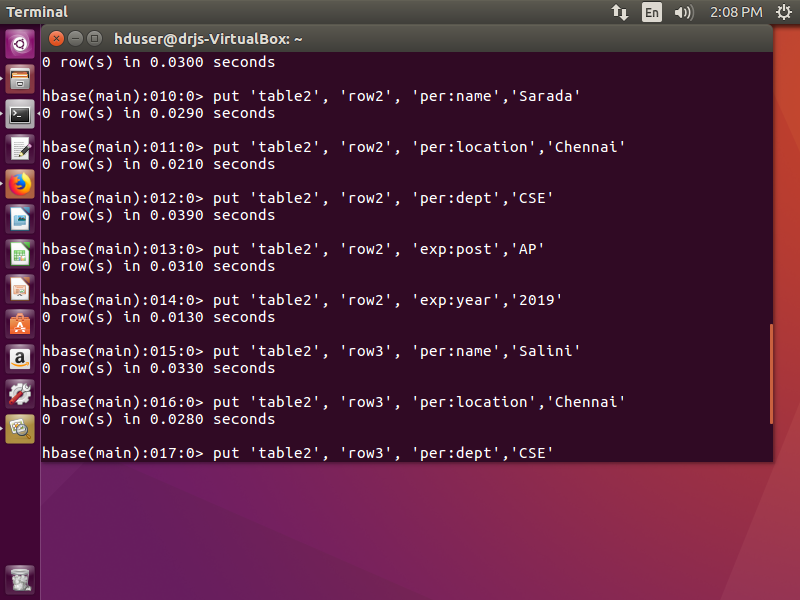 Terminal
En
2:08 PM
hduser@drjs-VirtualBox: ~
0 row(s) in 0.0300 seconds
hbase(main):010:0> put 'table2', 'row2', 'per:name','Sarada'
0 row(s) in 0.0290 seconds
hbase(main):011:0> put 'table2', 'row2', 'per:location','Chennai'
0 row(s) in 0.0210 seconds
hbase(main):012:0> put 'table2', 'row2', 'per:dept','CSE'
0 row(s) in 0.0390 seconds
hbase(main):013:0> put 'table2', 'row2', 'exp:post','AP'
0 row(s) in 0.0310 seconds
hbase(main):014:0> put 'table2', 'row2', 'exp:year','2019'
0 row(s) in 0.0130 seconds
hbase(main):015:0> put 'table2', 'row3', 'per:name','Salini'
0 row(s) in 0.0330 seconds
hbase(main):016:0> put 'table2', 'row3', 'per:location','Chennai'
0 row(s) in 0.0280 seconds
hbase(main):017:0> put 'table2', 'row3', 'per:dept','CSE'